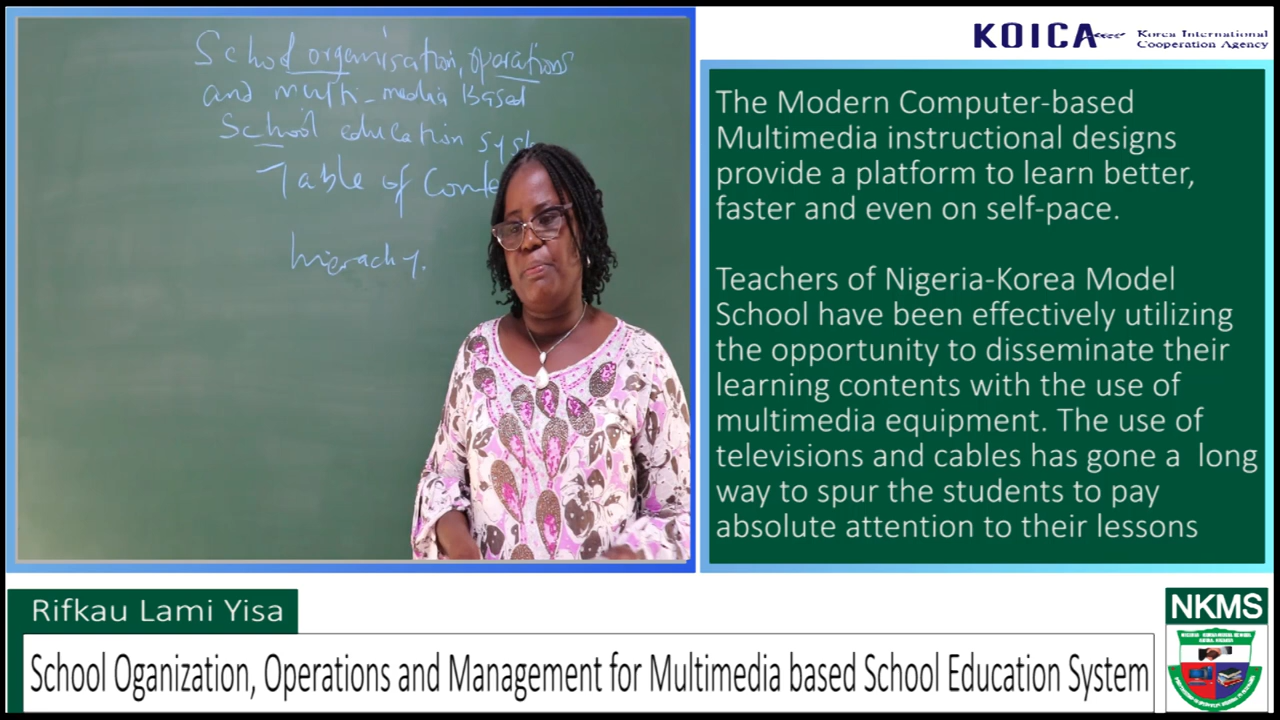 School organisation, operations
and multi-media Based
School education syst
Table of Conte
hierachy.
KOICA
Korea International
Cooperation Agency
The Modern Computer-based
Multimedia instructional designs
provide a platform to learn better,
faster and even on self-pace.
Teachers of Nigeria-Korea Model
School have been effectively utilizing
the opportunity to disseminate their
learning contents with the use of
multimedia equipment. The use of
televisions and cables has gone a long
way to spur the students to pay
absolute attention to their lessons
Rifkau Lami Yisa
School Oganization, Operations and Management for Multimedia based School Education System
NKMS